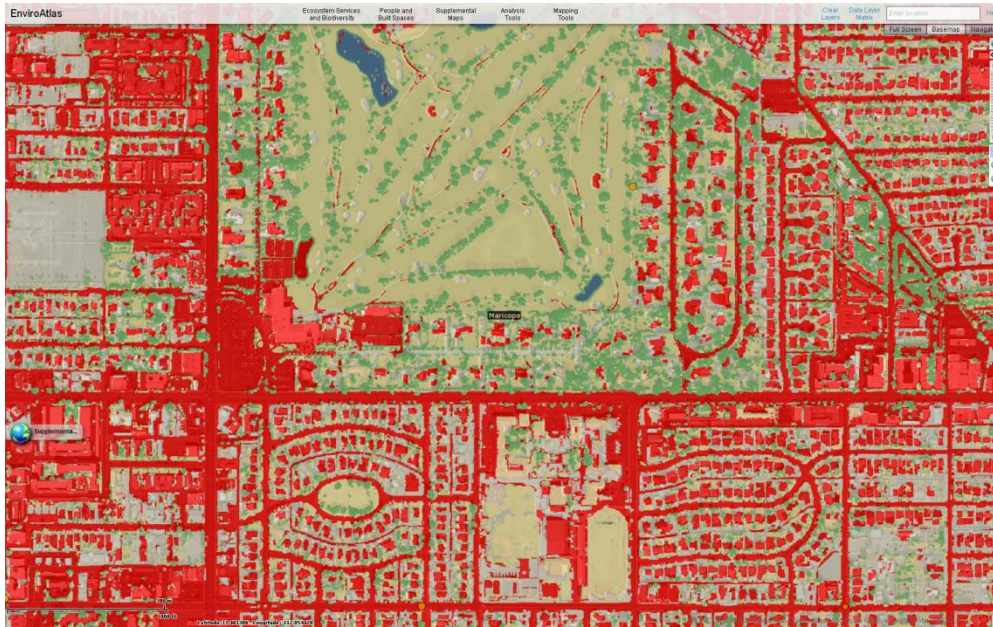 EnviroAtlas
Ecosystem Services
and Biodiversity
People and
Built Spaces
Supplemental
Maps
Analysis
Tools
Mapping
Tools
Clear
Layers
Data Layer
Matrix
Enter location
Full Screen
Basemap
Navigat
Maricopa
Supplementa...